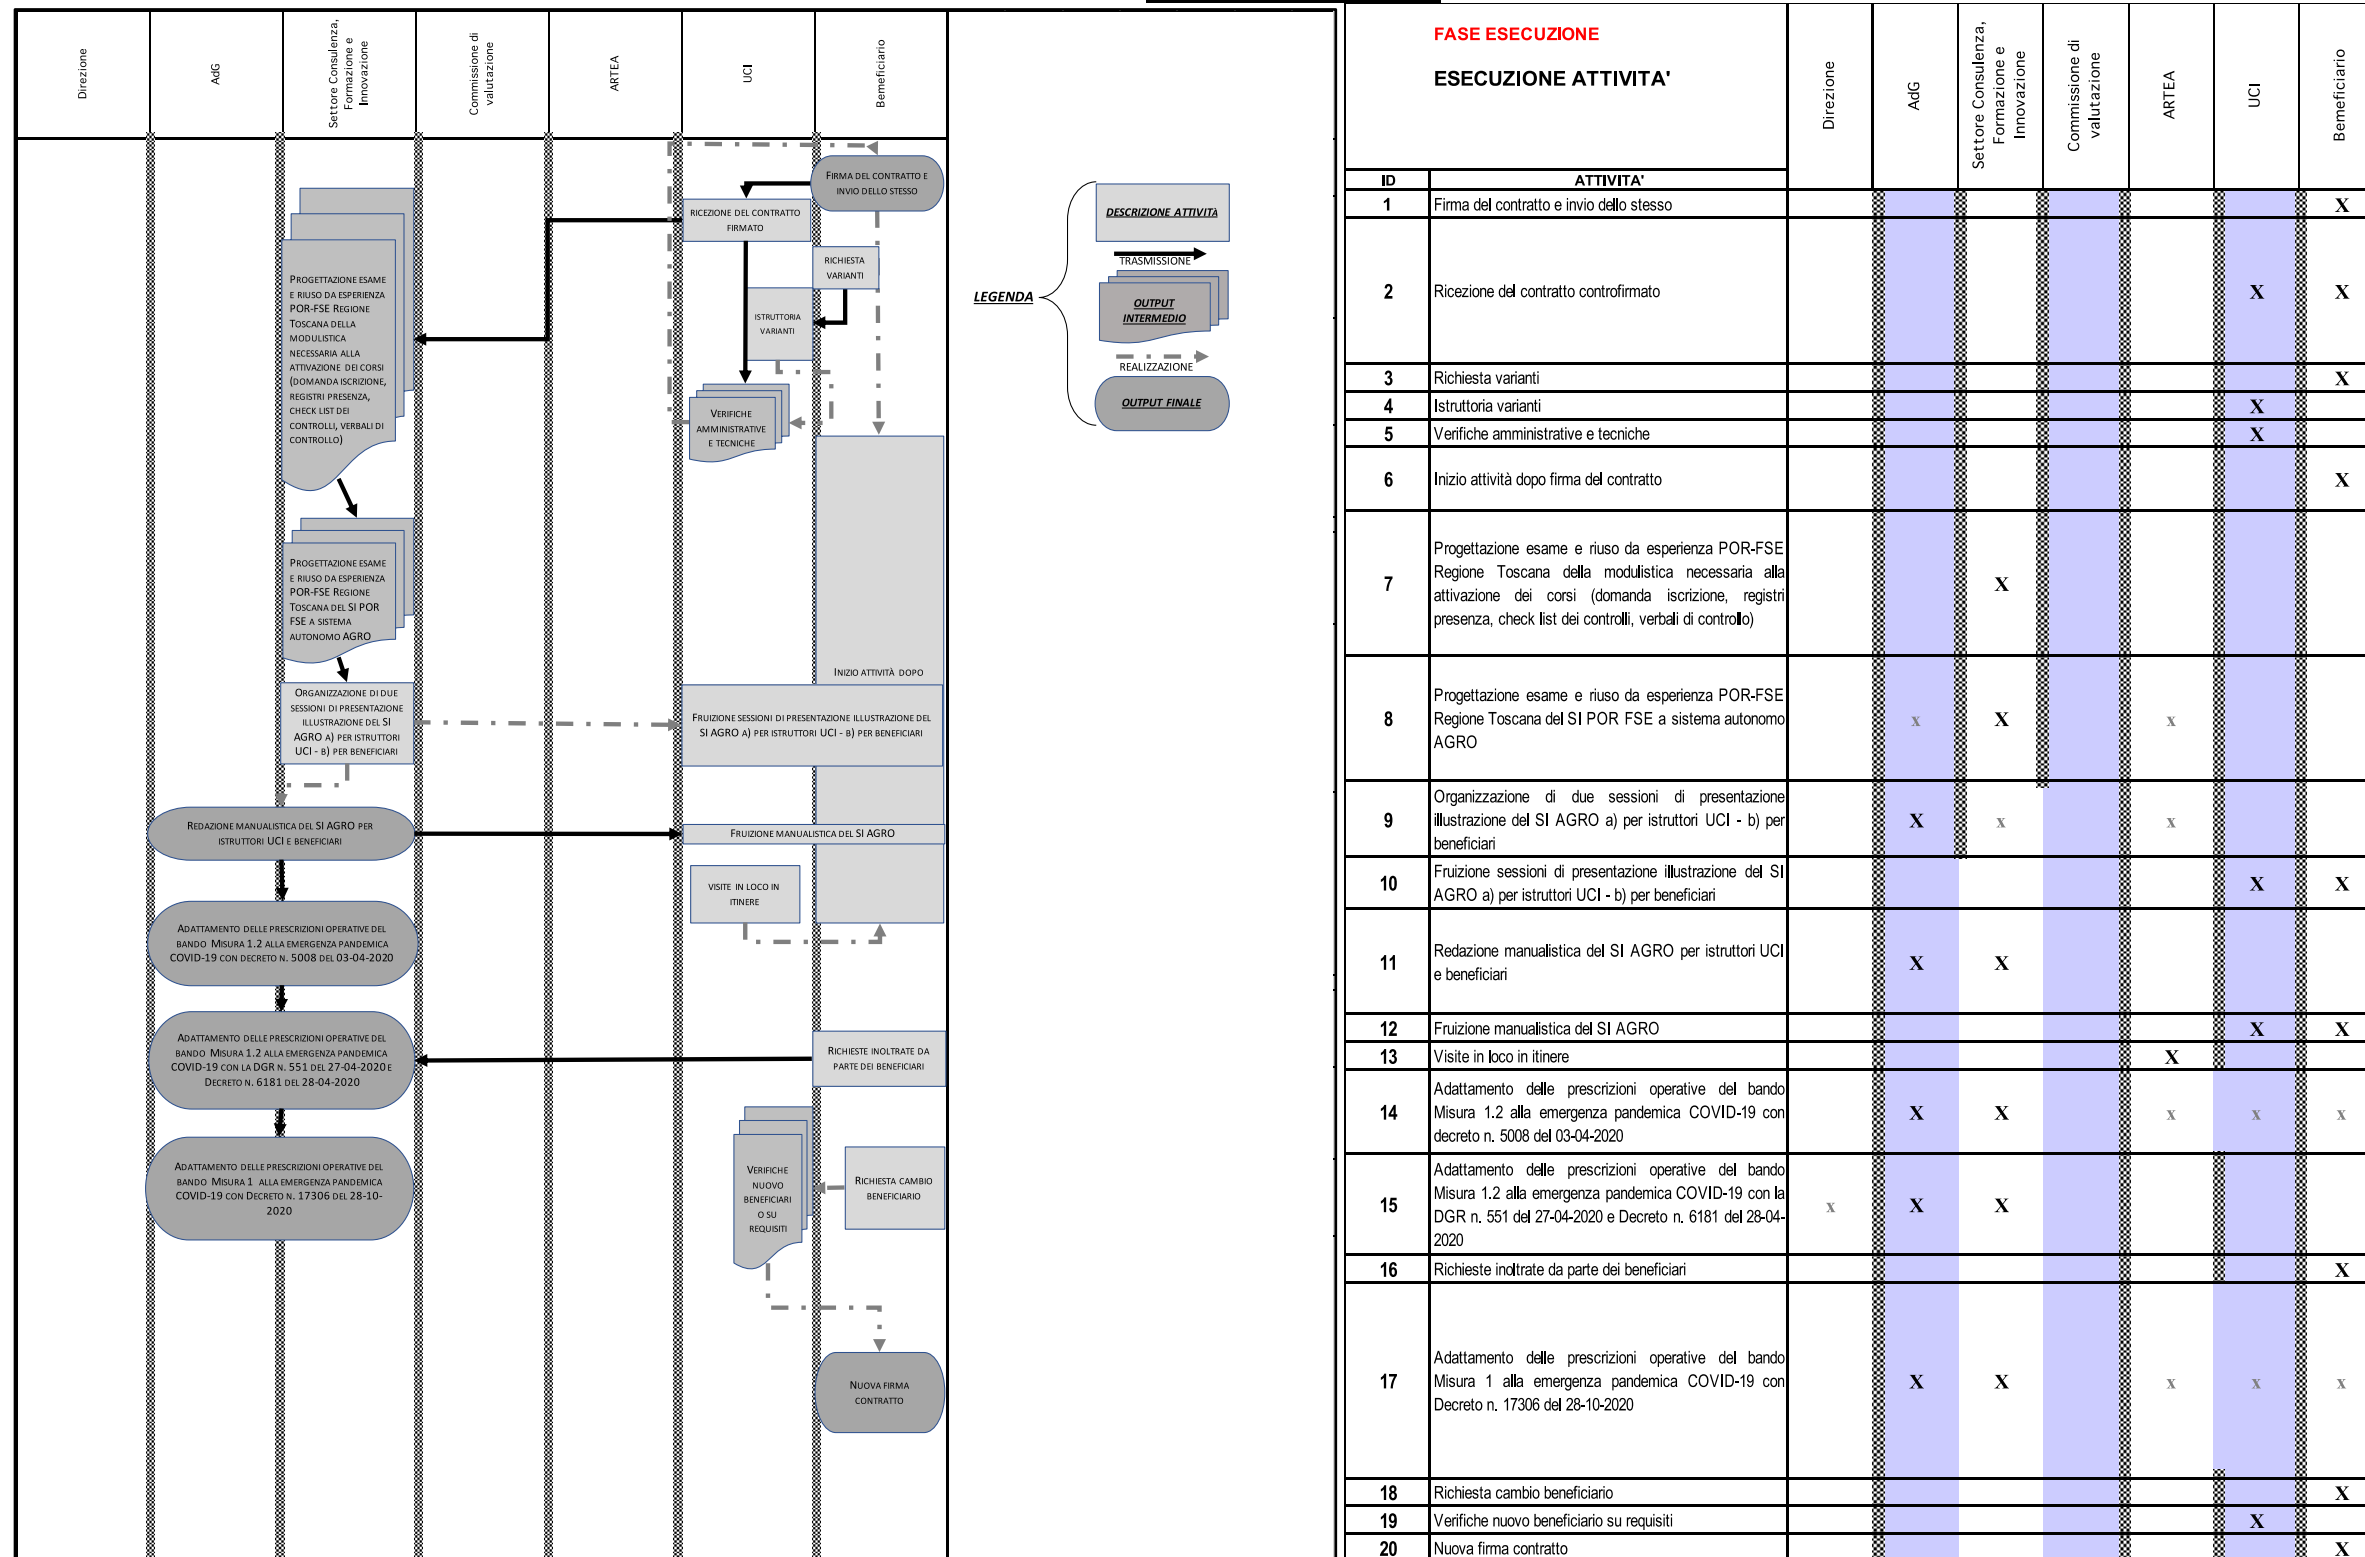 Direzione
AdG
Settore Consulenza,
Formazione e
Innovazione
Commissione di
valutazione
ARTEA
UCI
Bemeficiario
FIRMA DEL CONTRATTO E
INVIO DELLO STESSO
RICEZIONE DEL CONTRATTO
FIRMATO
RICHIESTA
VARIANTI
ISTRUTTORIA
VARIANTI
VERIFICHE
AMMINISTRATIVE
E TECNICHE
PROGETTAZIONE ESAME
E RIUSO DA ESPERIENZA
POR-FSE REGIONE
TOSCANA DELLA
MODULISTICA
NECESSARIA ALLA
ATTIVAZIONE DEI CORSI
(DOMANDA ISCRIZIONE,
REGISTRI PRESENZA,
CHECK LIST DEI
CONTROLLI, VERBALI DI
CONTROLLO)
PROGETTAZIONE ESAME
E RIUSO DA ESPERIENZA
POR-FSE REGIONE
TOSCANA DEL SI POR
FSE A SISTEMA
AUTONOMO AGRO
INIZIO ATTIVITÀ DOPO
ORGANIZZAZIONE DI DUE
SESSIONI DI PRESENTAZIONE
ILLUSTRAZIONE DEL SI
AGRO A) PER ISTRUTTORI
UCI - B) PER BENEFICIARI
FRUIZIONE SESSIONI DI PRESENTAZIONE ILLUSTRAZIONE DEL
SI AGRO A) PER ISTRUTTORI UCI - B) PER BENEFICIARI
REDAZIONE MANUALISTICA DEL SI AGRO PER
ISTRUTTORI UCI E BENEFICIARI
FRUIZIONE MANUALISTICA DEL SI AGRO
VISITE IN LOCO IN
ITINERE
ADATTAMENTO DELLE PRESCRIZIONI OPERATIVE DEL
BANDO MISURA 1.2 ALLA EMERGENZA PANDEMICA
COVID-19 CON DECRETO N. 5008 DEL 03-04-2020
ADATTAMENTO DELLE PRESCRIZIONI OPERATIVE DEL
BANDO MISURA 1.2 ALLA EMERGENZA PANDEMICA
COVID-19 CON LA DGR N. 551 DEL 27-04-2020 E
DECRETO N. 6181 DEL 28-04-2020
RICHIESTE INOLTRATE DA
PARTE DEI BENEFICIARI
ADATTAMENTO DELLE PRESCRIZIONI OPERATIVE DEL
BANDO MISURA 1 ALLA EMERGENZA PANDEMICA
COVID-19 CON DECRETO N. 17306 DEL 28-10-
2020
VERIFICHE
NUOVO
BENEFICIARI
O SU
REQUISITI
RICHIESTA CAMBIO
BENEFICIARIO
NUOVA FIRMA
CONTRATTO
LEGENDA
DESCRIZIONE ATTIVITÀ
TRASMISSIONE
OUTPUT
INTERMEDIO
REALIZZAZIONE
OUTPUT FINALE
FASE ESECUZIONE
ESECUZIONE ATTIVITA'
Direzione
AdG
Settore Consulenza,
Formazione e
Innovazione
Commissione di
valutazione
ARTEA
UCI
Bemeficiario
ID ATTIVITA'
1 Firma del contratto e invio dello stesso X
2 Ricezione del contratto controfirmato X X
3 Richiesta varianti X
4 Istruttoria varianti X
5 Verifiche amministrative e tecniche X
6 Inizio attività dopo firma del contratto X
Progettazione esame e riuso da esperienza POR-FSE
Regione Toscana della modulistica necessaria alla
7 attivazione dei corsi (domanda iscrizione, registri X
presenza, check list dei controlli, verbali di controllo)
Progettazione esame e riuso da esperienza POR-FSE
8 Regione Toscana del SI POR FSE a sistema autonomo x X x
AGRO
Organizzazione di due sessioni di presentazione
9 illustrazione del SI AGRO a) per istruttori UCI - b) per X x x
beneficiari
10 Fruizione sessioni di presentazione illustrazione del SI X X
AGRO a) per istruttori UCI - b) per beneficiari
11 Redazione manualistica del SI AGRO per istruttori UCI X X
e beneficiari
12 Fruizione manualistica del SI AGRO X X
13 Visite in loco in itinere X
Adattamento delle prescrizioni operative del bando
14 Misura 1.2 alla emergenza pandemica COVID-19 con X X x x x
decreto n. 5008 del 03-04-2020
Adattamento delle prescrizioni operative del bando
Misura 1.2 alla emergenza pandemica COVID-19 con la
15 DGR n. 551 del 27-04-2020 e Decreto n. 6181 del 28-04- x X X
2020
16 Richieste inoltrate da parte dei beneficiari X
Adattamento delle prescrizioni operative del bando
17 Misura 1 alla emergenza pandemica COVID-19 con X X x x x
Decreto n. 17306 del 28-10-2020
18 Richiesta cambio beneficiario X
19 Verifiche nuovo beneficiario su requisiti X
20 Nuova firma contratto X